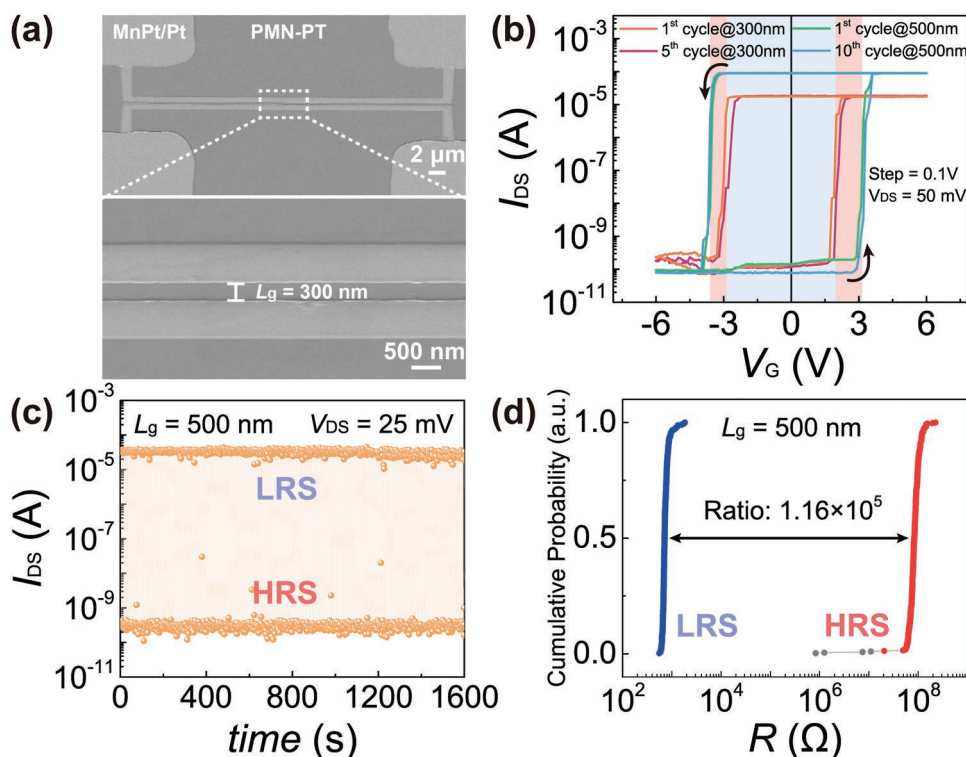 (a)
MnPt/Pt
PMN-PT
2 μm
Lg = 300 nm
500 nm
(b)
1st cycle@300nm
1st cycle@500nm
5th cycle@300nm
10th cycle@500nm
10-3
10-5
10-7
10-9
10-11
IDS (A)
Step = 0.1V
VDS = 50 mV
-6
-3
0
3
6
VG (V)
(c)
10-3
10-5
10-7
10-9
10-11
IDS (A)
Lg = 500 nm
VDS = 25 mV
LRS
HRS
0
400
800
1200
1600
time (s)
(d)
Cumulative Probability (a.u.)
1.0
0.5
0.0
Lg = 500 nm
Ratio: 1.16×105
LRS
HRS
102
104
106
108
R (Ω)